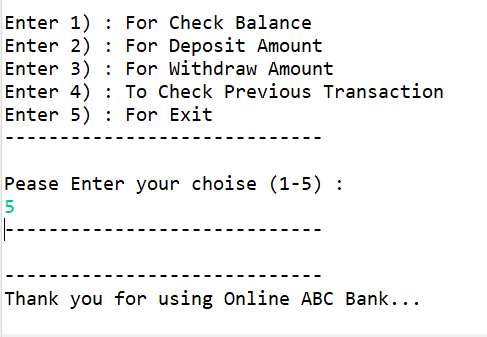 Enter 1) : For Check Balance
Enter 2) : For Deposit Amount
Enter 3) : For Withdraw Amount
Enter 4) : To Check Previous Transaction
Enter 5) : For Exit
-----------------------------
Pease Enter your choise (1-5) :
5
-----------------------------
-----------------------------
Thank you for using Online ABC Bank...